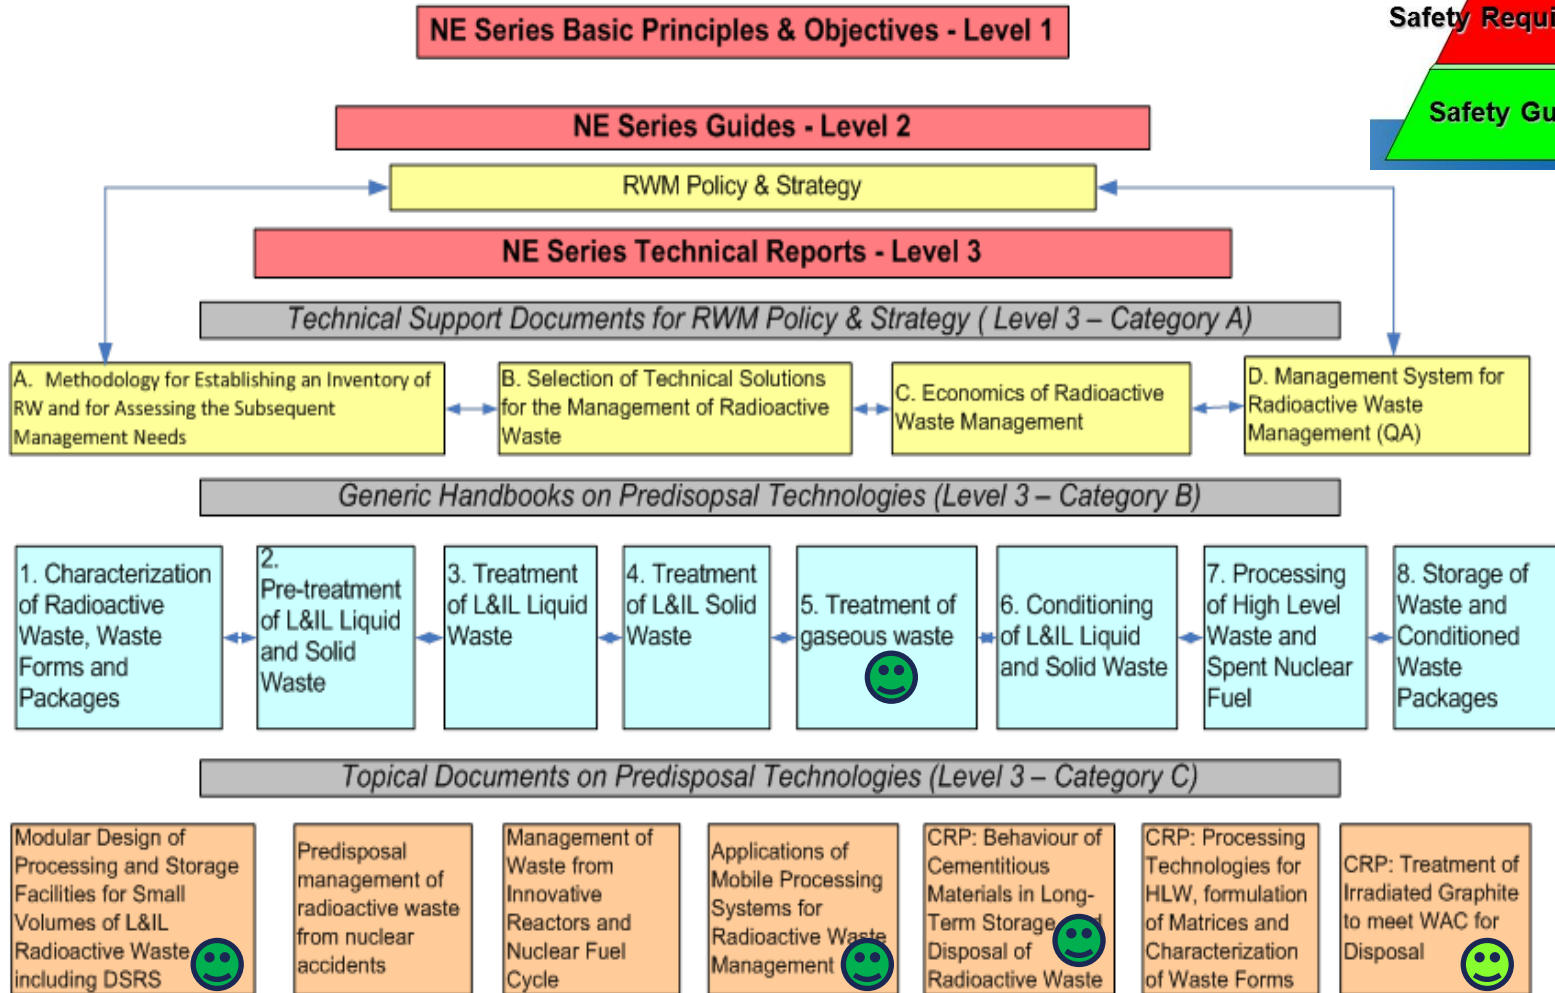 NE Series Basic Principles & Objectives - Level 1
Safety Requi
Safety Gu
NE Series Guides - Level 2
RWM Policy & Strategy
NE Series Technical Reports - Level 3
Technical Support Documents for RWM Policy & Strategy ( Level 3 – Category A)
A. Methodology for Establishing an Inventory of
RW and for Assessing the Subsequent
Management Needs
B. Selection of Technical Solutions
for the Management of Radioactive
Waste
C. Economics of Radioactive
Waste Management
D. Management System for
Radioactive Waste
Management (QA)
Generic Handbooks on Predisopsal Technologies (Level 3 – Category B)
1. Characterization
of Radioactive
Waste, Waste
Forms and
Packages
2.
Pre-treatment
of L&IL Liquid
and Solid
Waste
3. Treatment
of L&IL Liquid
Waste
4. Treatment
of L&IL Solid
Waste
5. Treatment of
gaseous waste
6. Conditioning
of L&IL Liquid
and Solid Waste
7. Processing
of High Level
Waste and
Spent Nuclear
Fuel
8. Storage of
Waste and
Conditioned
Waste
Packages
Topical Documents on Predisposal Technologies (Level 3 – Category C)
Modular Design of
Processing and Storage
Facilities for Small
Volumes of L&IL
Radioactive Waste
including DSRS
Predisposal
management of
radioactive waste
from nuclear
accidents
Management of
Waste from
Innovative
Reactors and
Nuclear Fuel
Cycle
Applications of
Mobile Processing
Systems for
Radioactive Waste
Management
CRP: Behaviour of
Cementitious
Materials in Long-
Term Storage
Disposal of
Radioactive Waste
CRP: Processing
Technologies for
HLW, formulation
of Matrices and
Characterization
of Waste Forms
CRP: Treatment of
Irradiated Graphite
to meet WAC for
Disposal